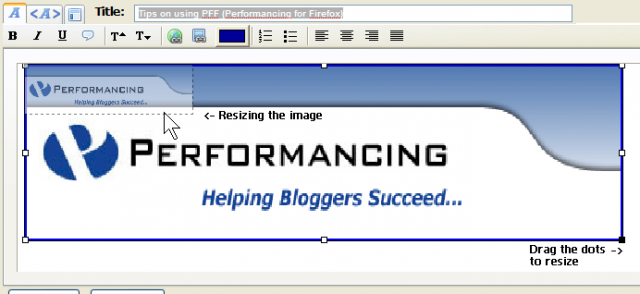 A <A> Title: Tips on using PFF (Performancing for Firefox)
B I U T T
PERFORMANCING
Helping Bloggers Succeed...
<- Resizing the image
PERFORMANCING
Helping Bloggers Succeed...
Drag the dots ->
to resize